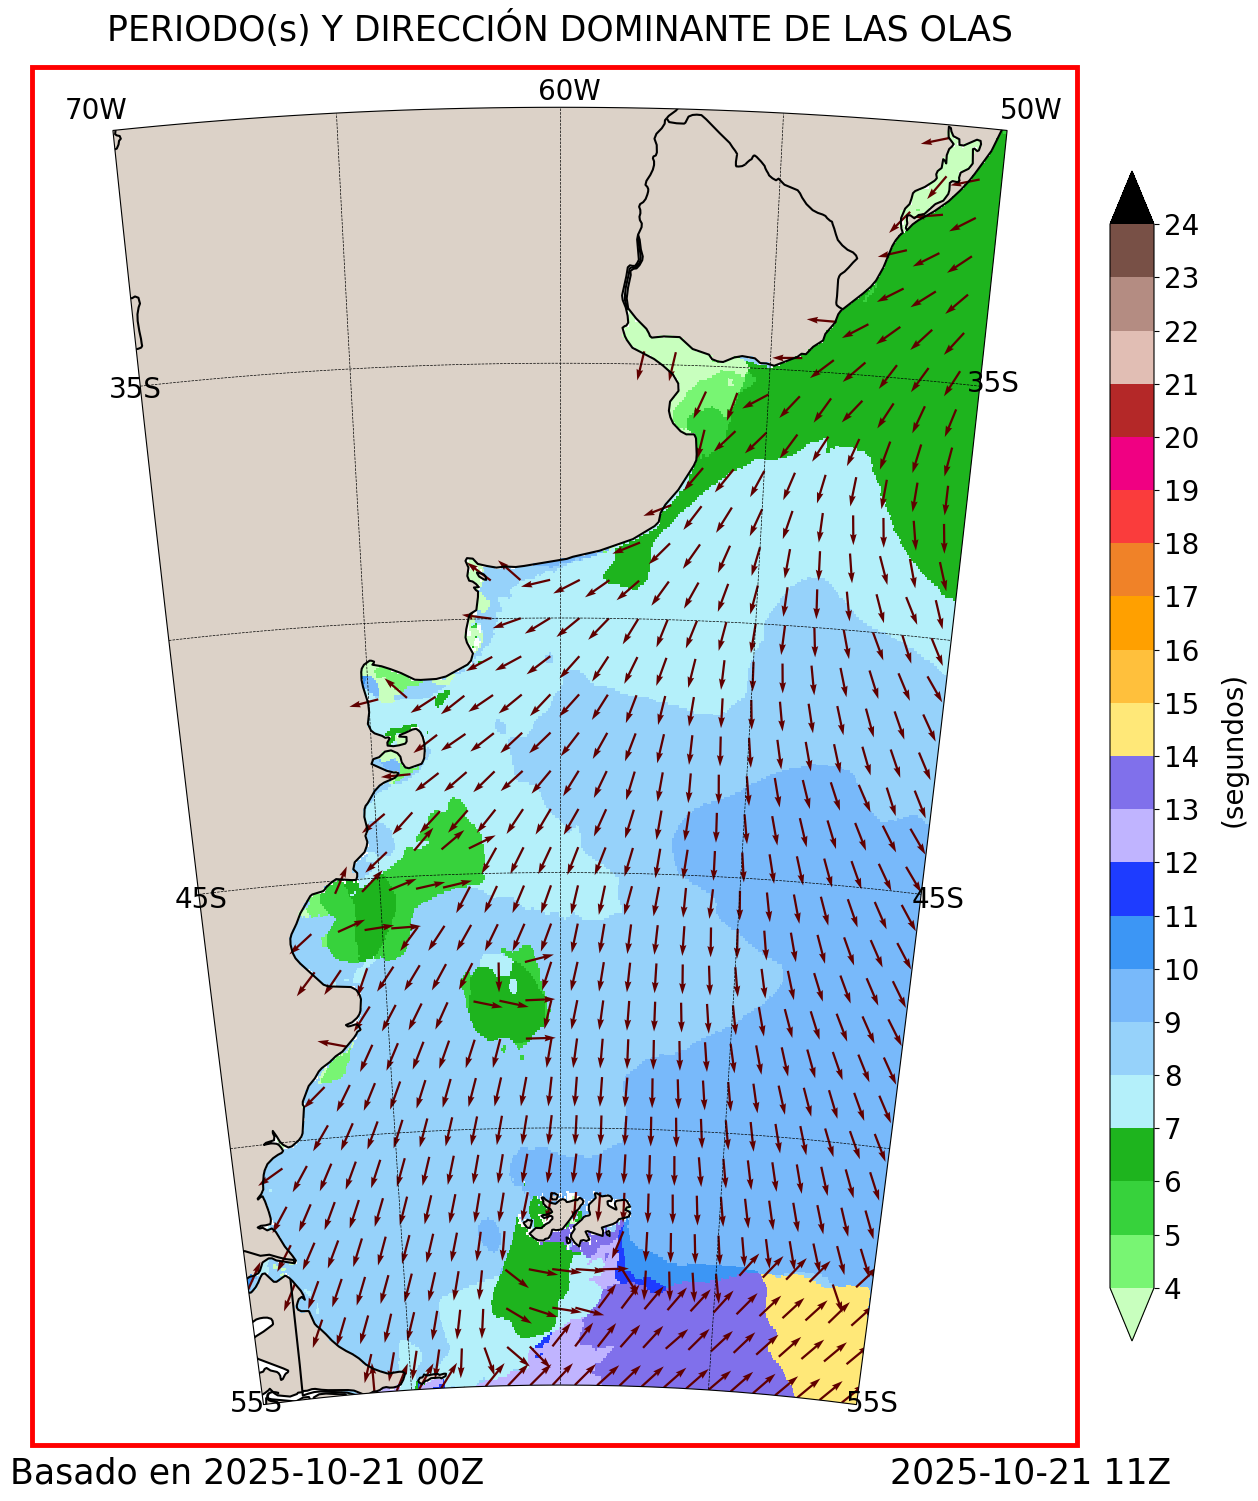 PERIODO(s) Y DIRECCIÓN DOMINANTE DE LAS OLAS
70W
60W
50W
35S
35S
45S
45S
55S
55S
24
23
22
21
20
19
18
17
16
15
14
13
12
11
10
9
8
7
6
5
4
(segundos)
Basado en 2025-10-21 00Z
2025-10-21 11Z